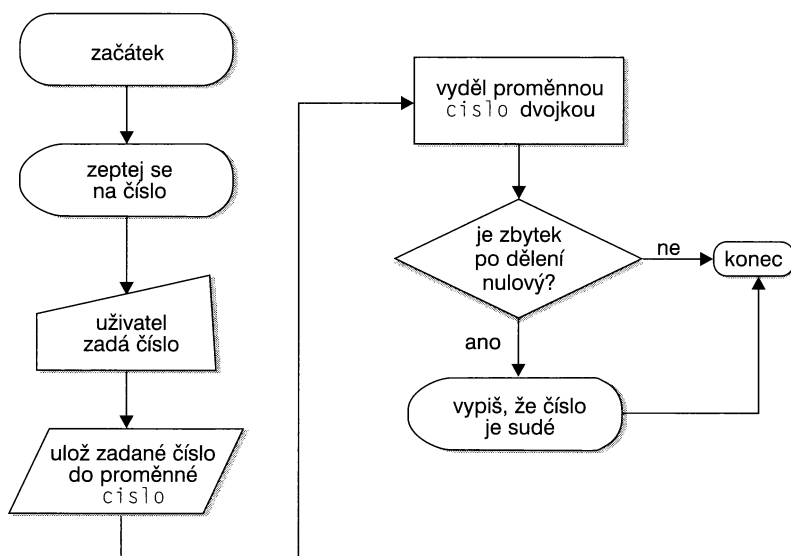 začátek
zeptej se
na číslo
uživatel
zadá číslo
ulož zadané číslo
do proměnné
cislo
vyděl proměnnou
cislo dvojkou
je zbytek
po dělení
nulový?
ne
konec
ano
vypiš, že číslo
je sudé